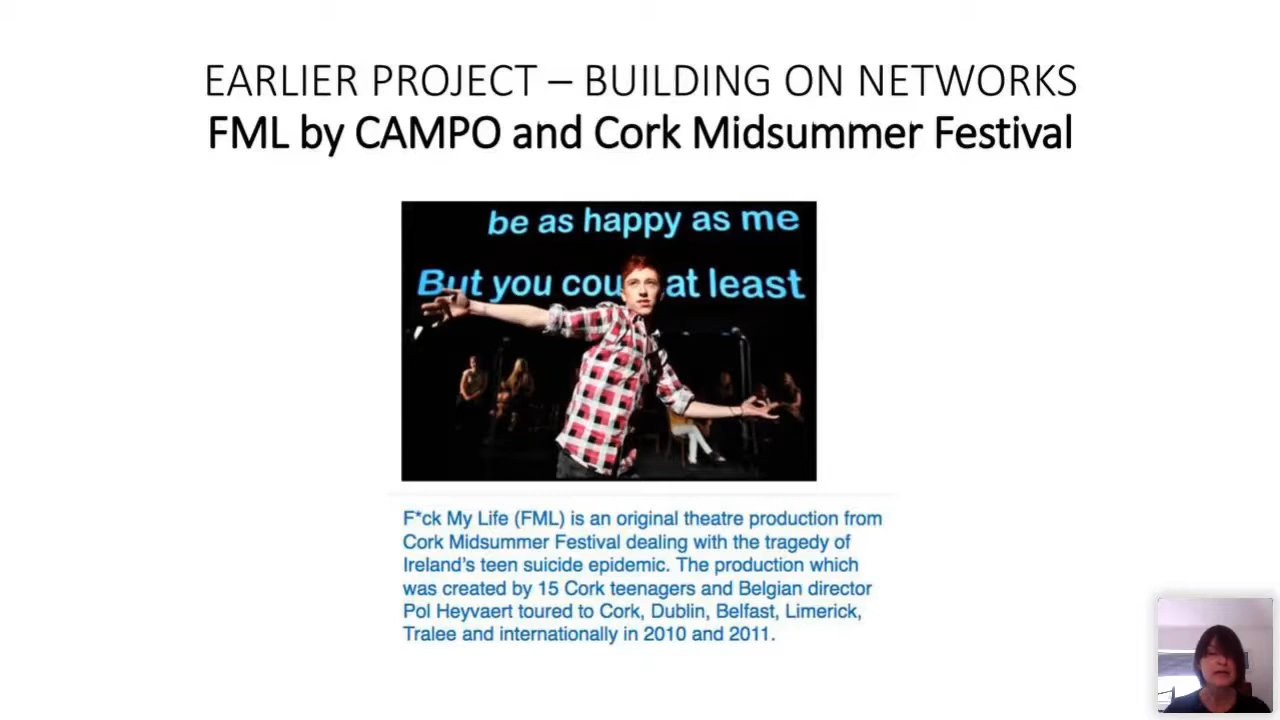 EARLIER PROJECT – BUILDING ON NETWORKS
FML by CAMPO and Cork Midsummer Festival
be as happy as me
But you cou at least
F*ck My Life (FML) is an original theatre production from
Cork Midsummer Festival dealing with the tragedy of
Ireland's teen suicide epidemic. The production which
was created by 15 Cork teenagers and Belgian director
Pol Heyvaert toured to Cork, Dublin, Belfast, Limerick,
Tralee and internationally in 2010 and 2011.